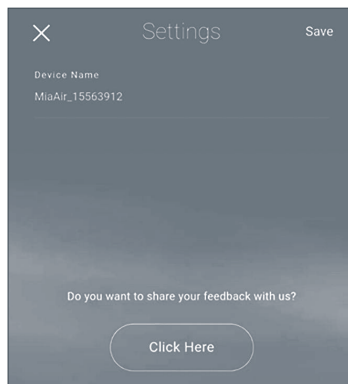 Settings
Save
Device Name
MiaAir_15563912
Do you want to share your feedback with us?
Click Here